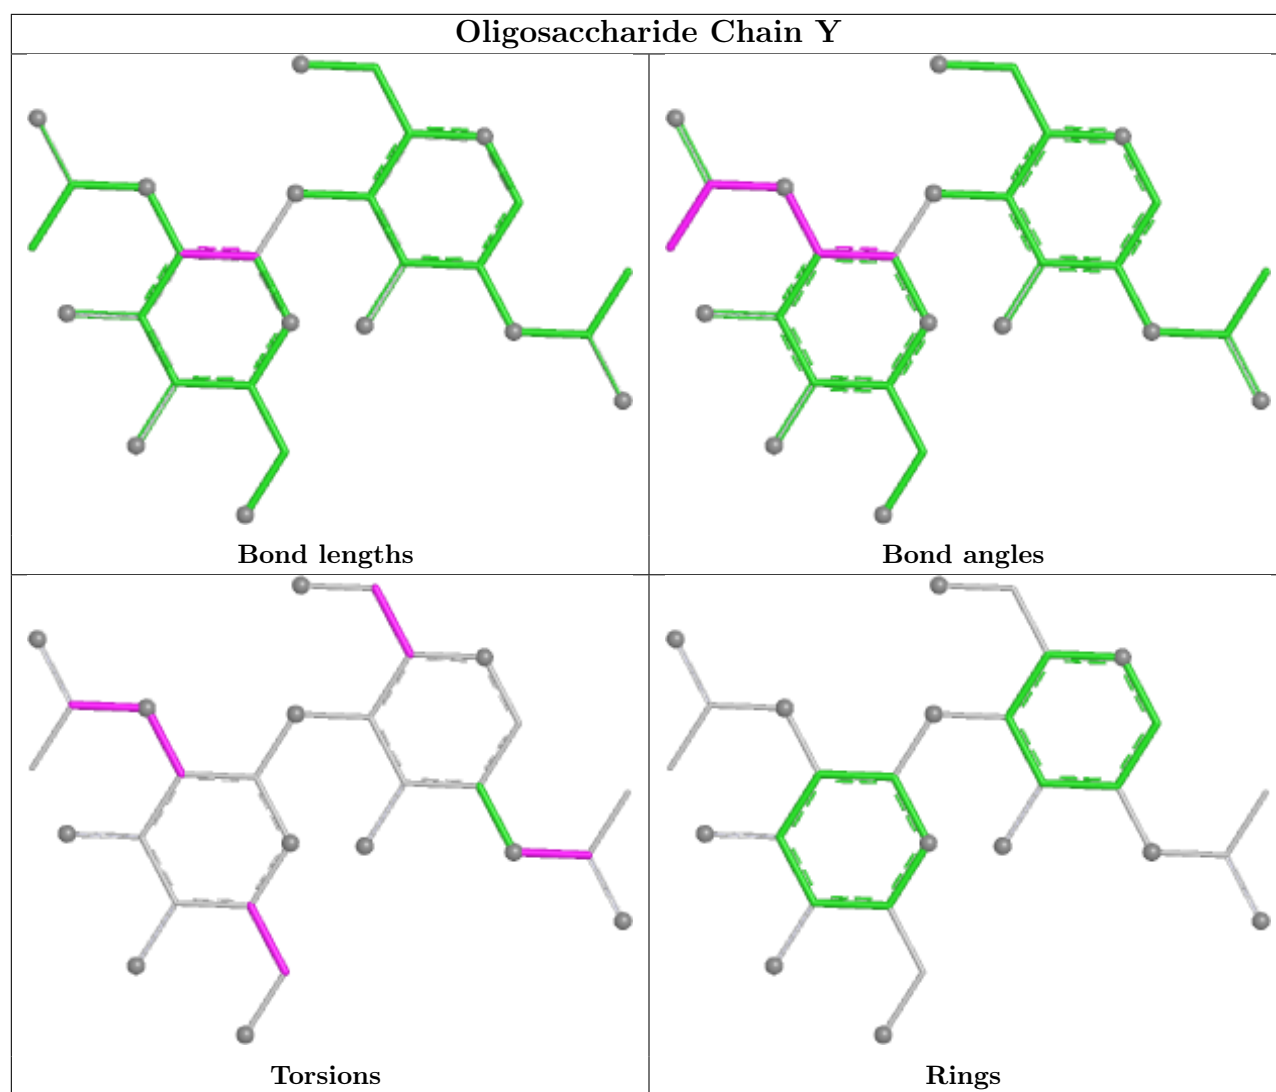 Oligosaccharide Chain Y
Bond lengths
Bond angles
Torsions
Rings